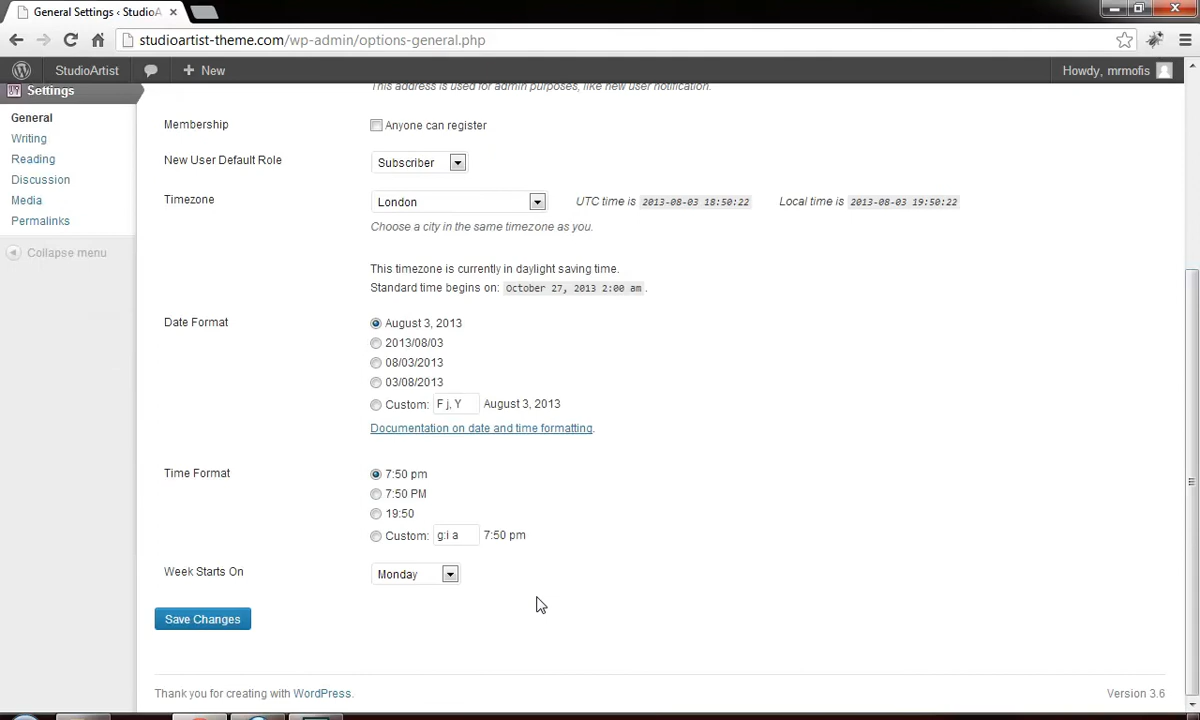 General Settings ‹ StudioA
studioartist-theme.com/wp-admin/options-general.php
StudioArtist
New
Howdy, mrmofis
Settings
General
Writing
Reading
Discussion
Media
Permalinks
Collapse menu
This address is used for admin purposes, like new user notification.
Membership
Anyone can register
New User Default Role
Subscriber
Timezone
London
UTC time is 2013-08-03 18:50:22
Local time is 2013-08-03 19:50:22
Choose a city in the same timezone as you.
This timezone is currently in daylight saving time.
Standard time begins on: October 27, 2013 2:00 am .
Date Format
August 3, 2013
2013/08/03
08/03/2013
03/08/2013
Custom: F j, Y August 3, 2013
Documentation on date and time formatting.
Time Format
7:50 pm
7:50 PM
19:50
Custom: g:i a 7:50 pm
Week Starts On
Monday
Save Changes
Thank you for creating with WordPress.
Version 3.6